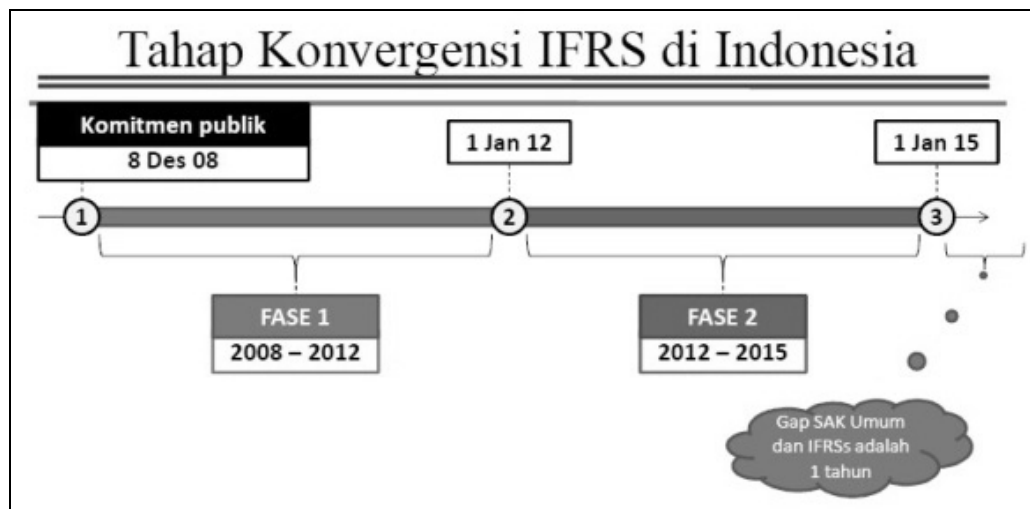 Tahap Konvergensi IFRS di Indonesia
Komitmen publik
8 Des 08
1 Jan 12
1 Jan 15
1
2
3
FASE 1
2008 – 2012
FASE 2
2012 – 2015
Gap SAK Umum
dan IFRSs adalah
1 tahun